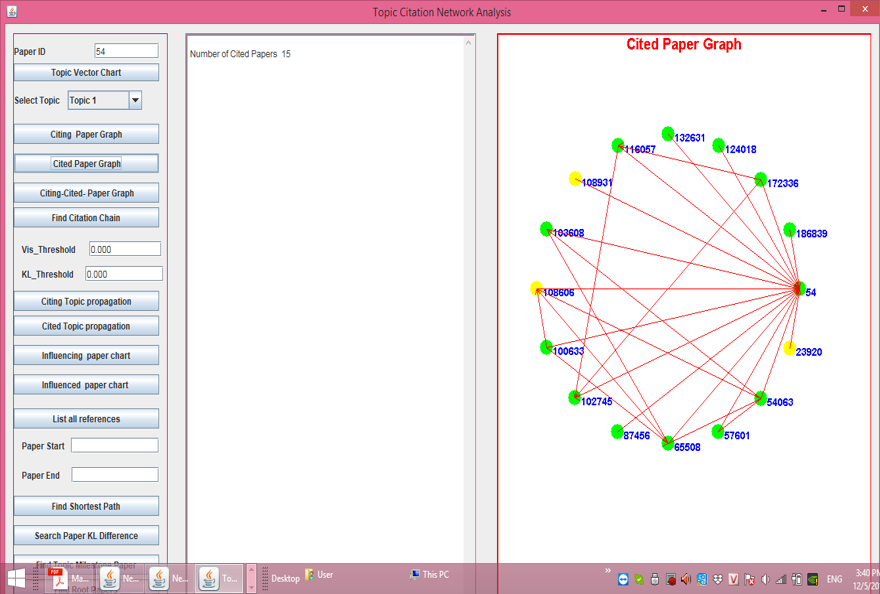 Topic Citation Network Analysis
Paper ID 54
Topic Vector Chart
Select Topic Topic 1
Citing Paper Graph
Cited Paper Graph
Citing-Cited- Paper Graph
Find Citation Chain
Vis_Threshold 0.000
KL_Threshold 0.000
Citing Topic propagation
Cited Topic propagation
Influencing paper chart
Influenced paper chart
List all references
Paper Start
Paper End
Find Shortest Path
Search Paper KL Difference
Number of Cited Papers 15
Cited Paper Graph
132631
116057
124018
108931
172336
103608
186839
108606
54
100633
23920
102745
54063
87456
57601
65508
Ma...
Ne...
Ne...
To...
Desktop
User
This PC
ENG
3:40 PM
12/5/20